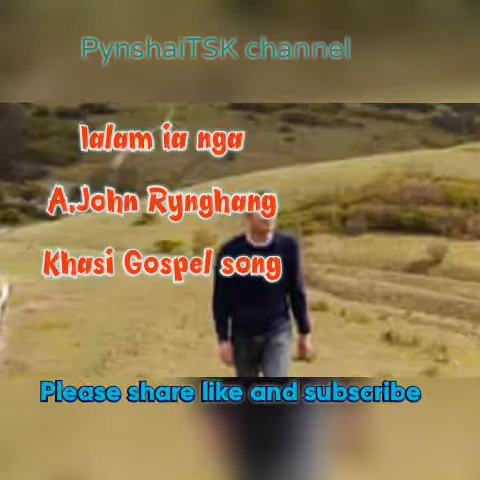 PynshaiTSK channel
Ialam ia nga
A.John Rynghang
Khasi Gospel song
Please share like and subscribe